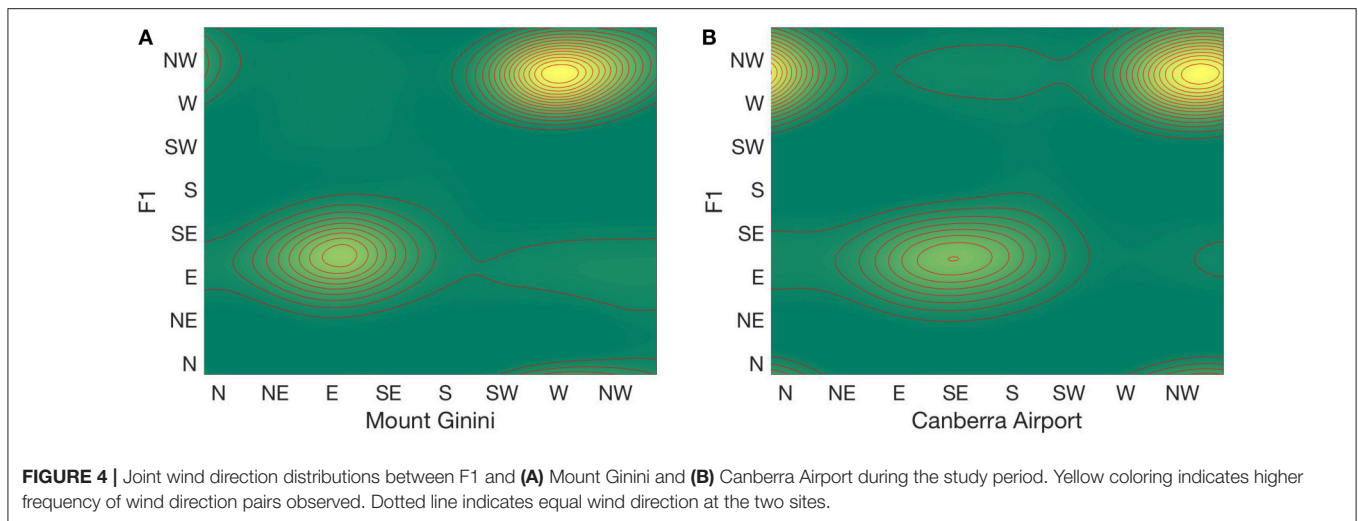 A
B
NW
W
SW
S
SE
E
NE
N
F1
N NE E SE S SW W NW
Mount Ginini
NW
W
SW
S
SE
E
NE
N
F1
N NE E SE S SW W NW
Canberra Airport
FIGURE 4 | Joint wind direction distributions between F1 and (A) Mount Ginini and (B) Canberra Airport during the study period. Yellow coloring indicates higher
frequency of wind direction pairs observed. Dotted line indicates equal wind direction at the two sites.